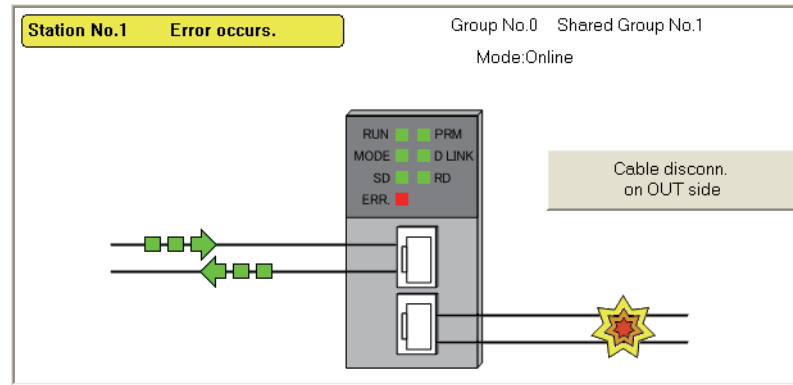 Station No.1 Error occurs.
Group No.0 Shared Group No.1
Mode:Online
RUN PRM
MODE D LINK
SD RD
ERR.
Cable disconn.
on OUT side